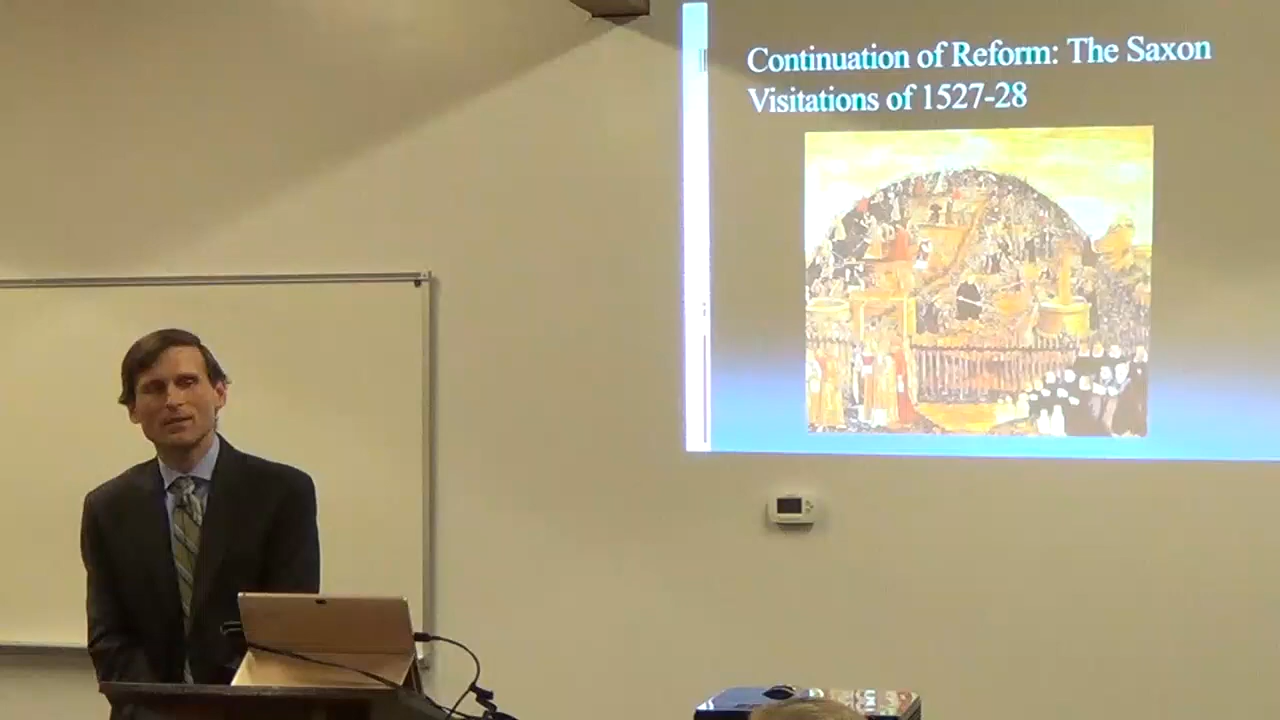 Continuation of Reform: The Saxon
Visitations of 1527-28